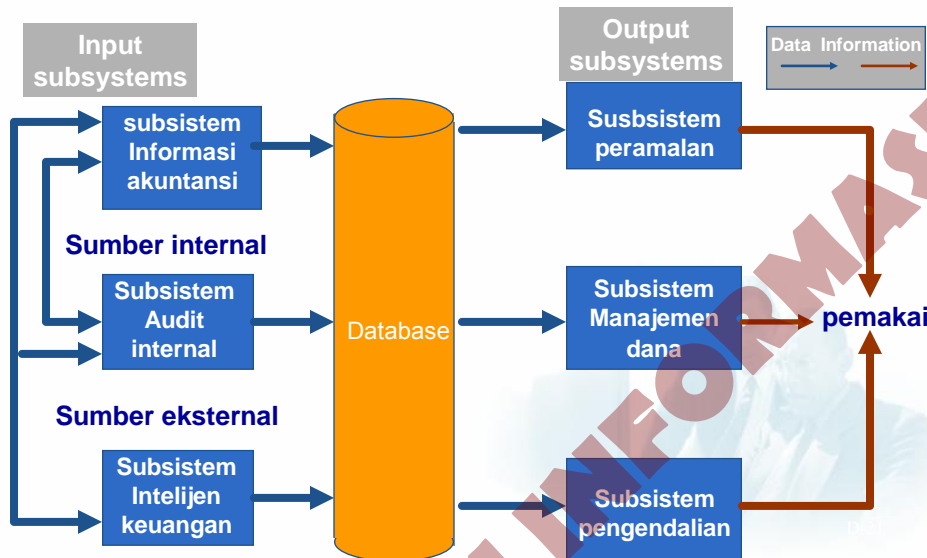 Input
subsystems
Output
subsystems
Data Information
subsistem
Informasi
akuntansi
Susbsistem
peramalan
Sumber internal
Subsistem
Audit
internal
Database
Subsistem
Manajemen
dana
pemakai
Sumber eksternal
Subsistem
Intelijen
keuangan
Subsistem
pengendalian
INFORMAS